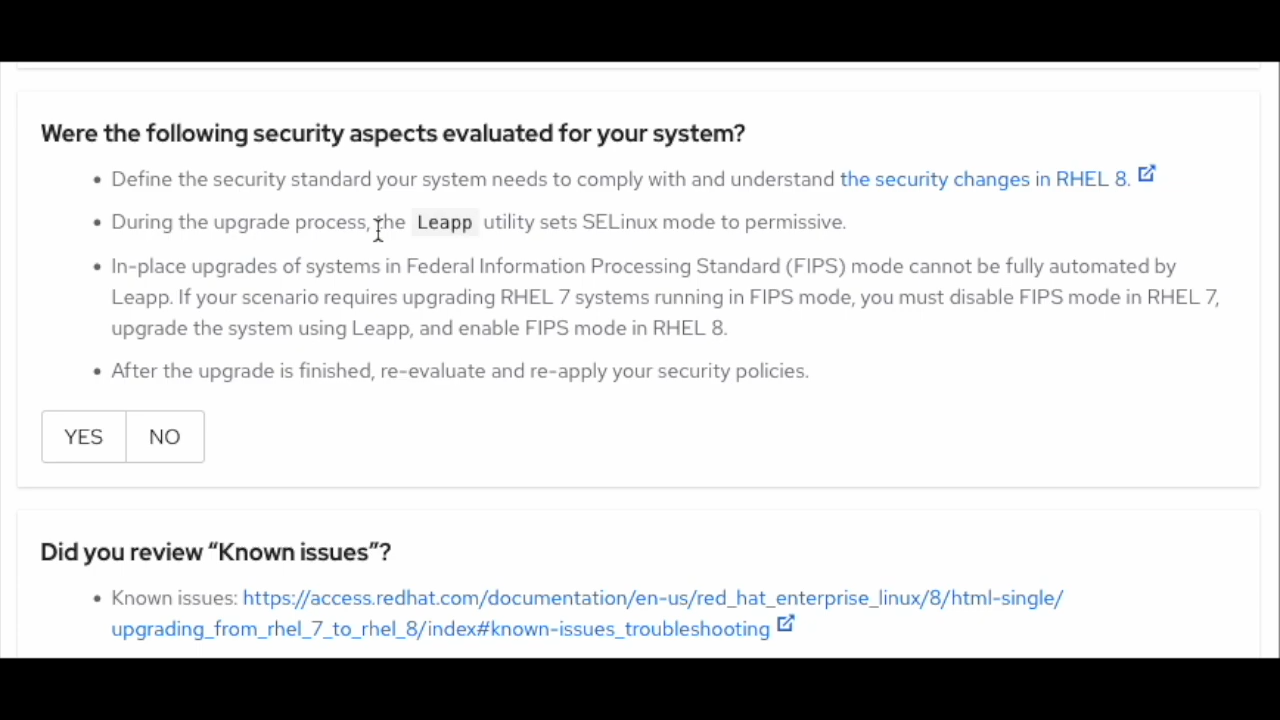 Were the following security aspects evaluated for your system?
• Define the security standard your system needs to comply with and understand the security changes in RHEL 8.
• During the upgrade process, the Leapp utility sets SELinux mode to permissive.
• In-place upgrades of systems in Federal Information Processing Standard (FIPS) mode cannot be fully automated by
Leapp. If your scenario requires upgrading RHEL 7 systems running in FIPS mode, you must disable FIPS mode in RHEL 7,
upgrade the system using Leapp, and enable FIPS mode in RHEL 8.
• After the upgrade is finished, re-evaluate and re-apply your security policies.
YES NO
Did you review “Known issues”?
• Known issues: https://access.redhat.com/documentation/en-us/red_hat_enterprise_linux/8/html-single/
upgrading_from_rhel_7_to_rhel_8/index#known-issues_troubleshooting